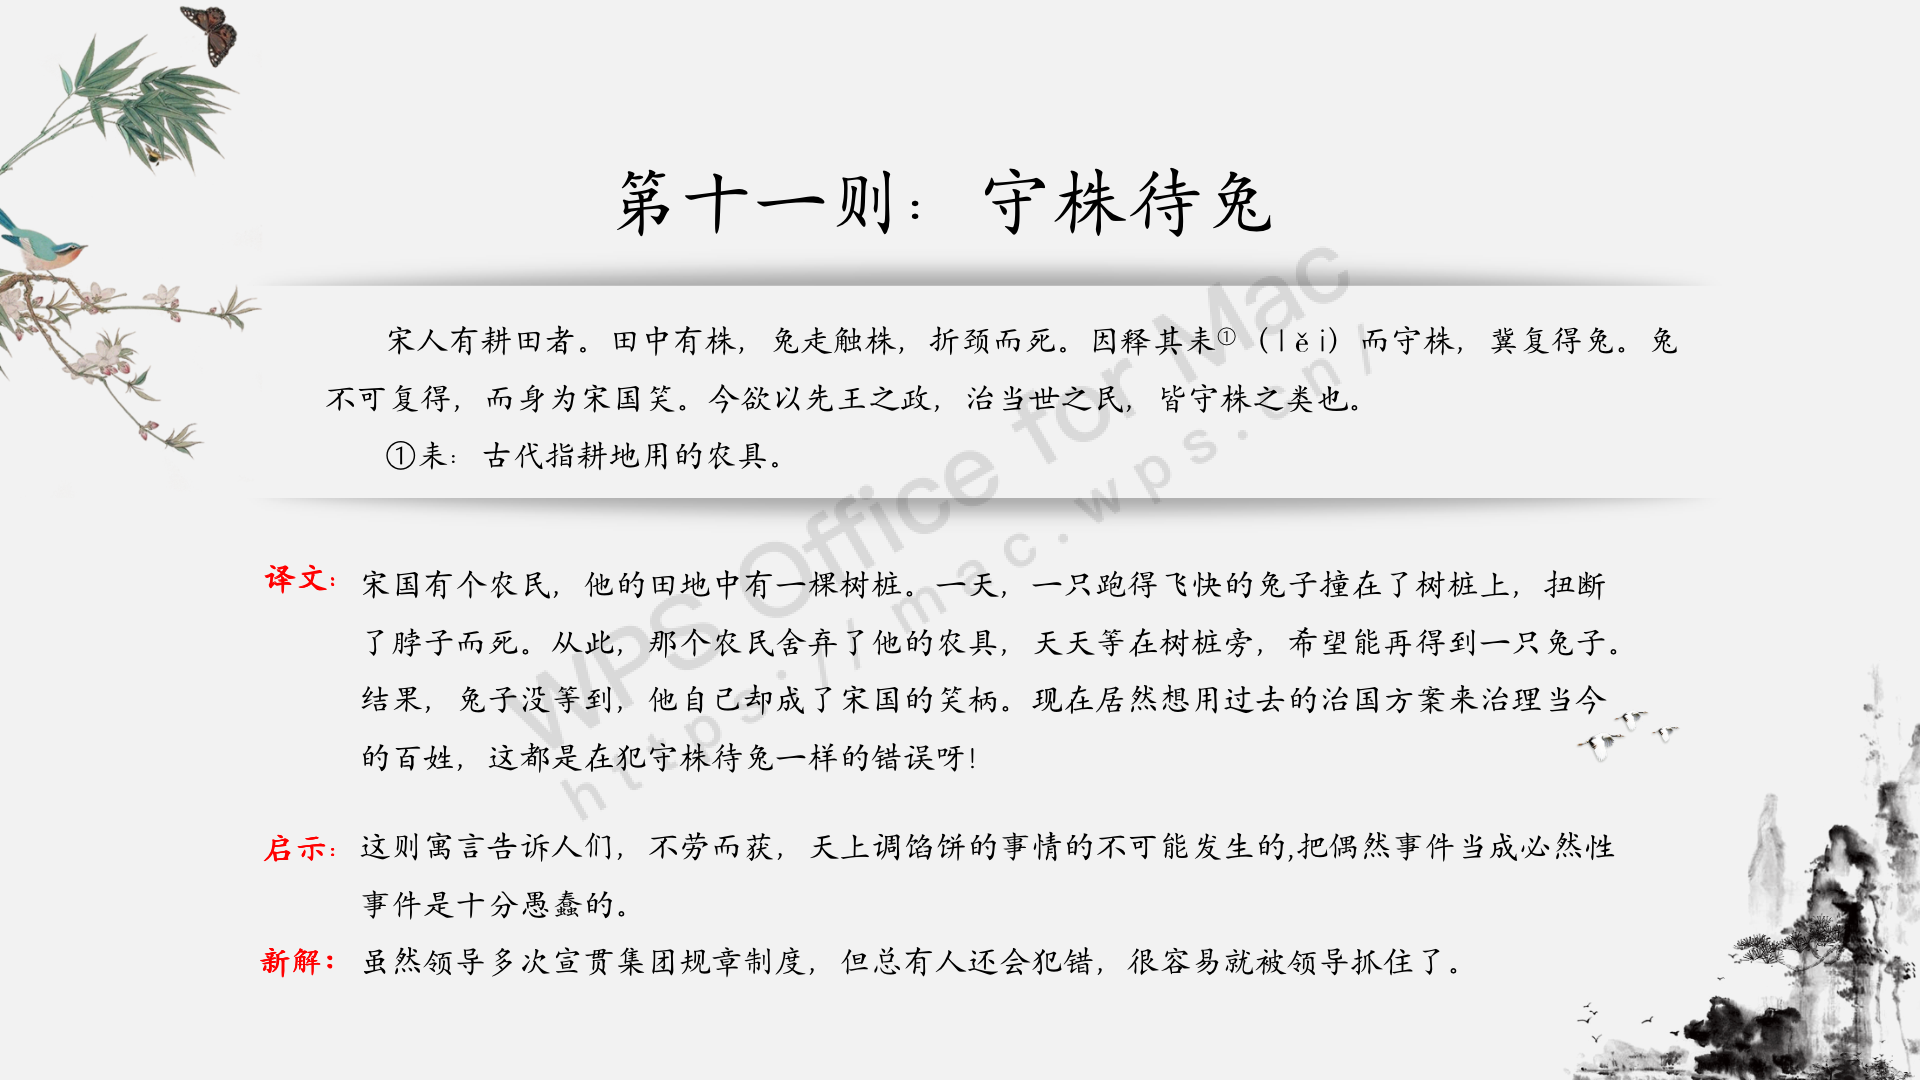 第十一则：守株待兔
宋人有耕田者。田中有株，兔走触株，折颈而死。因释其耒①（lěi）而守株，冀复得兔。兔
不可复得，而身为宋国笑。今欲以先王之政，治当世之民，皆守株之类也。
①耒：古代指耕地用的农具。
译文：宋国有个农民，他的田地中有一棵树桩。一天，一只跑得飞快的兔子撞在了树桩上，扭断
了脖子而死。从此，那个农民舍弃了他的农具，天天等在树桩旁，希望能再得到一只兔子。
结果，兔子没等到，他自己却成了宋国的笑柄。现在居然想用过去的治国方案来治理当今
的百姓，这都是在犯守株待兔一样的错误呀！
启示：这则寓言告诉人们，不劳而获，天上调馅饼的事情的不可能发生的,把偶然事件当成必然性
事件是十分愚蠢的。
新解：虽然领导多次宣贯集团规章制度，但总有人还会犯错，很容易就被领导抓住了。
WPS Office for Mac
https://mac.wps.cn/